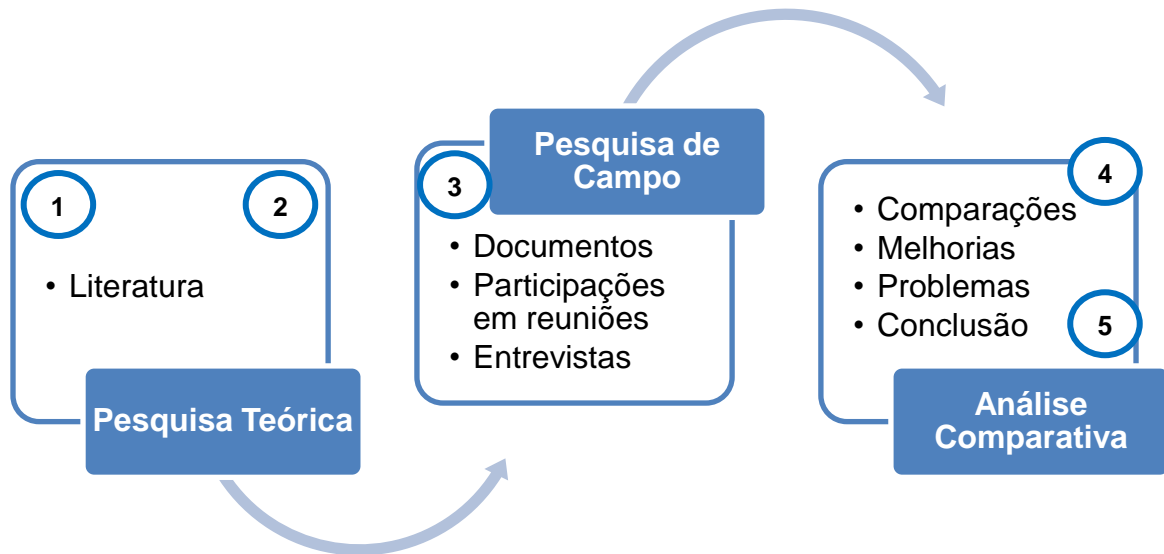 1
2
• Literatura
Pesquisa Teórica
Pesquisa de
Campo
3
• Documentos
• Participações
em reuniões
• Entrevistas
4
• Comparações
• Melhorias
• Problemas
• Conclusão
5
Análise
Comparativa